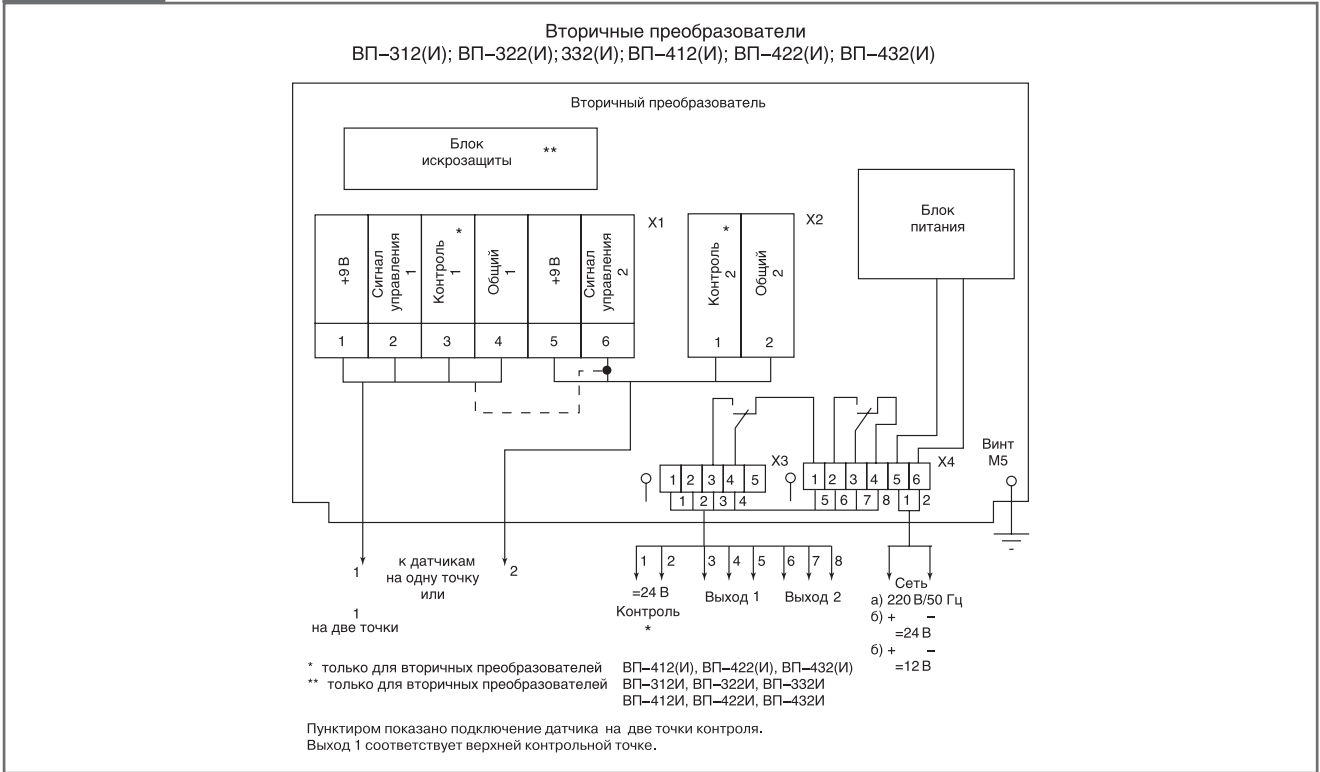 Вторичные преобразователи
ВП–312(И); ВП–322(И); 332(И); ВП–412(И); ВП–422(И); ВП–432(И)
Вторичный преобразователь
Блок
искрозащиты **
Блок
питания
+9 В
Сигнал
управления
1
Контроль
1 *
Общий
1
+9 В
Сигнал
управления
2
X1
1 2 3 4 5 6
Контроль
2 *
Общий
2
X2
1 2
X3
1 2 3 4 5
1 2 3 4
X4
1 2 3 4 5 6
5 6 7 8 1 2
Винт
М5
1 к датчикам 2
на одну точку
или
1
на две точки
1 2 3 4 5 6 7 8
=24 В
Контроль
*
Выход 1 Выход 2
Сеть
а) 220 В/50 Гц
б) + –
=24 В
б) + –
=12 В
* только для вторичных преобразователей ВП–412(И), ВП–422(И), ВП–432(И)
** только для вторичных преобразователей ВП–312И, ВП–322И, ВП–332И
ВП–412И, ВП–422И, ВП–432И
Пунктиром показано подключение датчика на две точки контроля.
Выход 1 соответствует верхней контрольной точке.